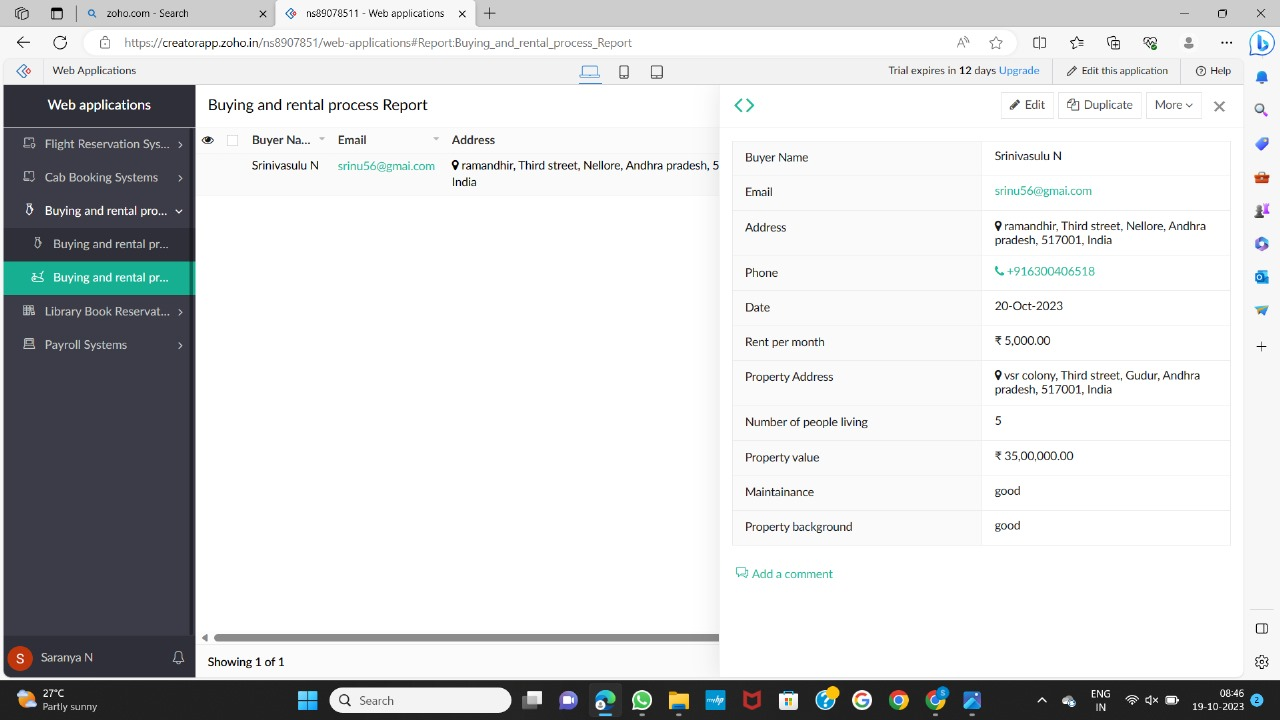 zoho.com - Search
ns89078511 - Web applications
https://creatorapp.zoho.in/ns8907851/web-applications#Report:Buying_and_rental_process_Report
Web Applications
Trial expires in 12 days Upgrade
Edit this application
Help
Web applications
Flight Reservation Sys...
Cab Booking Systems
Buying and rental pro...
Buying and rental pr...
Buying and rental pr...
Library Book Reservat...
Payroll Systems
S Saranya N
Buying and rental process Report
Buyer Na... Email Address
Srinivasulu N srinu56@gmai.com ramandhir, Third street, Nellore, Andhra pradesh, 5
India
Showing 1 of 1
Edit Duplicate More
Buyer Name Srinivasulu N
Email srinu56@gmai.com
Address ramandhir, Third street, Nellore, Andhra
pradesh, 517001, India
Phone +916300406518
Date 20-Oct-2023
Rent per month ₹ 5,000.00
Property Address vsr colony, Third street, Gudur, Andhra
pradesh, 517001, India
Number of people living 5
Property value ₹ 35,00,000.00
Maintainance good
Property background good
Add a comment
27°C
Partly sunny
Search
ENG
IN
08:46
19-10-2023
2